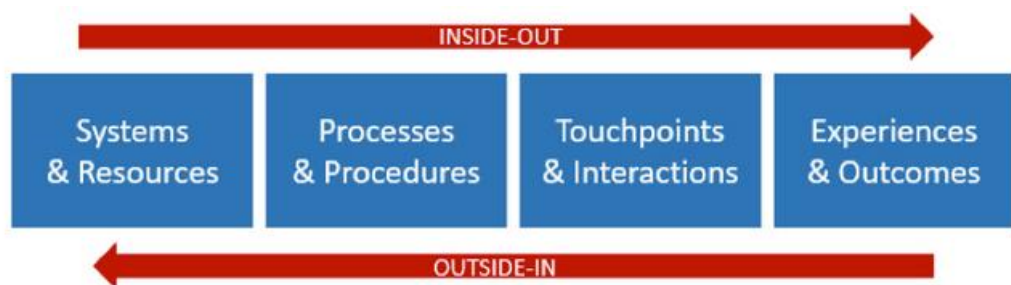 INSIDE-OUT
Systems
& Resources
Processes
& Procedures
Touchpoints
& Interactions
Experiences
& Outcomes
OUTSIDE-IN